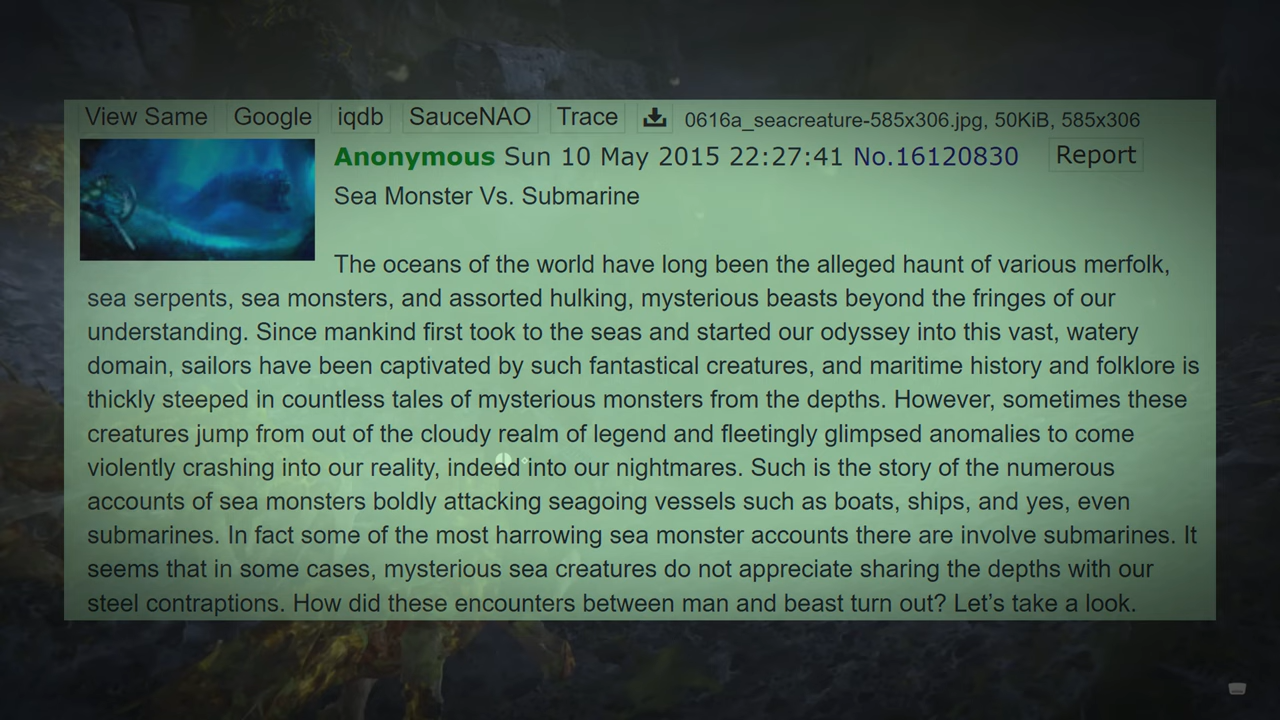 View Same Google iqdb SauceNAO Trace 0616a_seacreature-585x306.jpg, 50KiB, 585x306
Anonymous Sun 10 May 2015 22:27:41 No.16120830 Report
Sea Monster Vs. Submarine
The oceans of the world have long been the alleged haunt of various merfolk,
sea serpents, sea monsters, and assorted hulking, mysterious beasts beyond the fringes of our
understanding. Since mankind first took to the seas and started our odyssey into this vast, watery
domain, sailors have been captivated by such fantastical creatures, and maritime history and folklore is
thickly steeped in countless tales of mysterious monsters from the depths. However, sometimes these
creatures jump from out of the cloudy realm of legend and fleetingly glimpsed anomalies to come
violently crashing into our reality, indeed into our nightmares. Such is the story of the numerous
accounts of sea monsters boldly attacking seagoing vessels such as boats, ships, and yes, even
submarines. In fact some of the most harrowing sea monster accounts there are involve submarines. It
seems that in some cases, mysterious sea creatures do not appreciate sharing the depths with our
steel contraptions. How did these encounters between man and beast turn out? Let’s take a look.